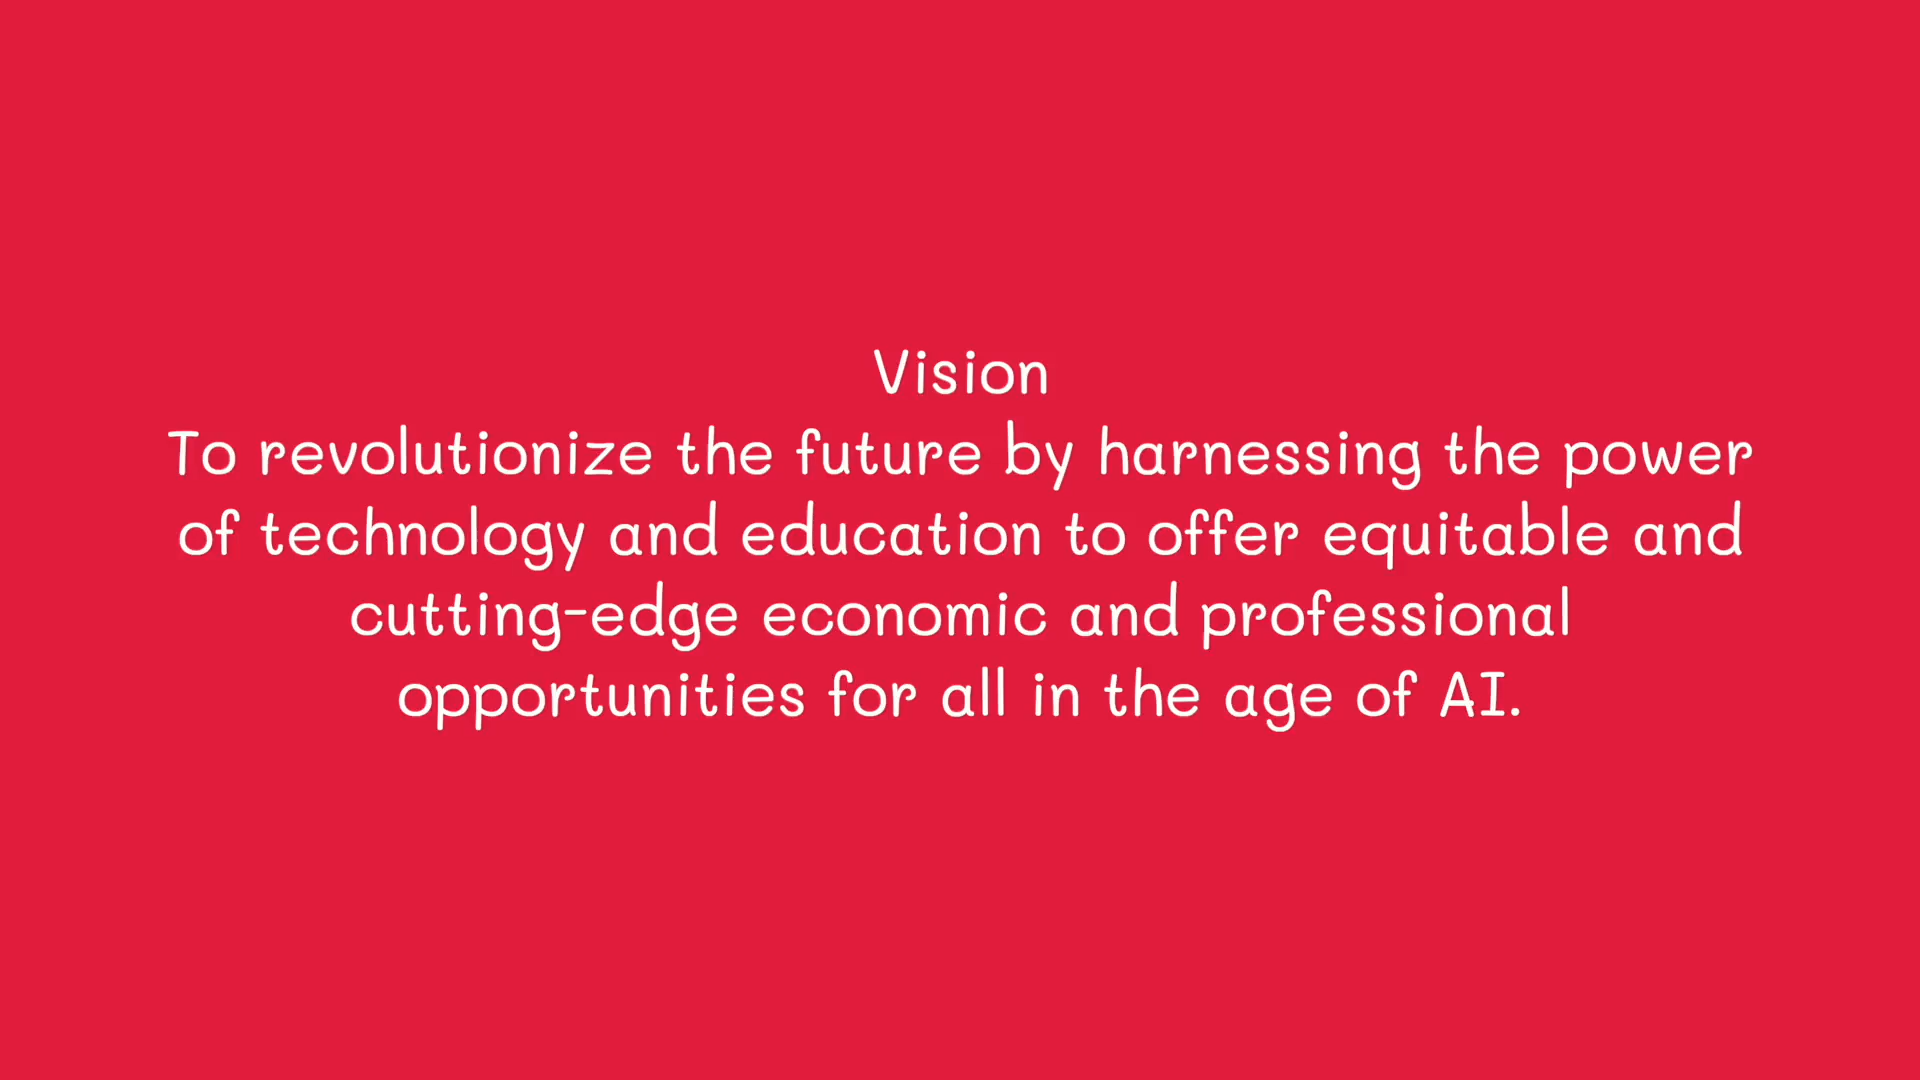 Vision
To revolutionize the future by harnessing the power
of technology and education to offer equitable and
cutting-edge economic and professional
opportunities for all in the age of AI.